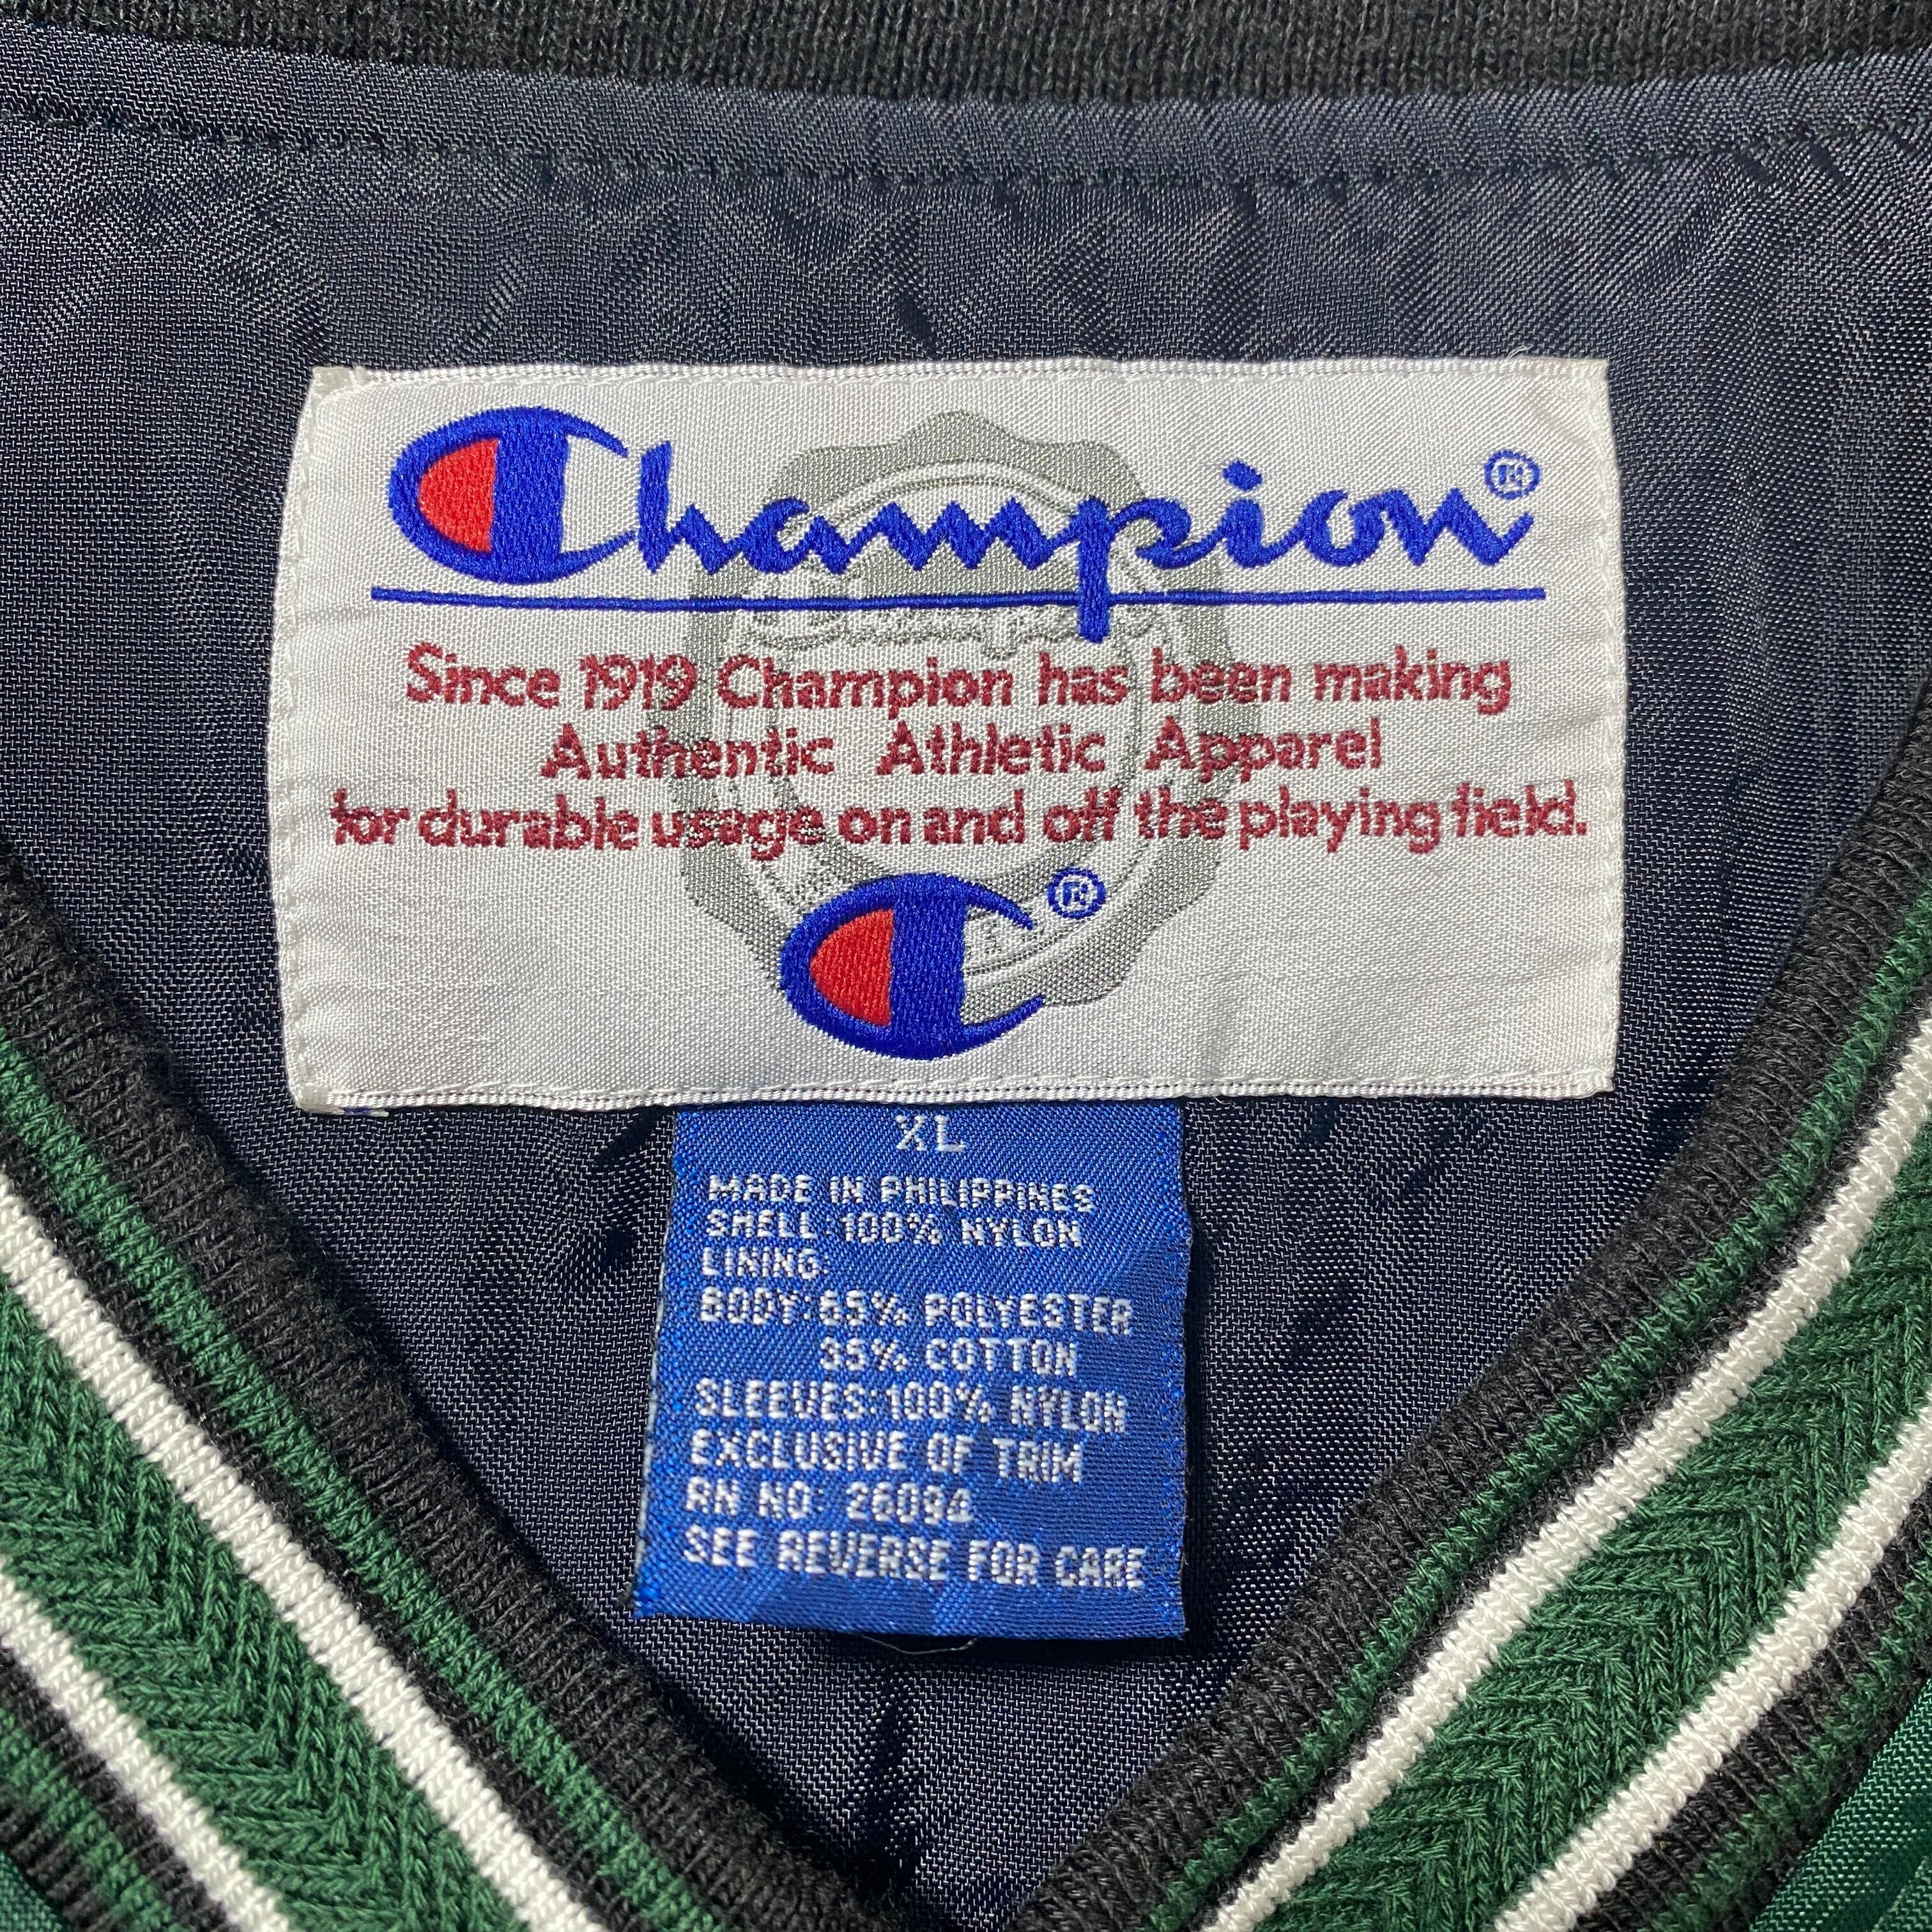 Champion®
Since 1919 Champion has been making
Authentic Athletic Apparel
for durable usage on and off the playing field.
®
XL
MADE IN PHILIPPINES
SHELL:100% NYLON
LINING:
BODY:65% POLYESTER
35% COTTON
SLEEVES:100% NYLON
EXCLUSIVE OF TRIM
RN NO: 26094
SEE REVERSE FOR CARE